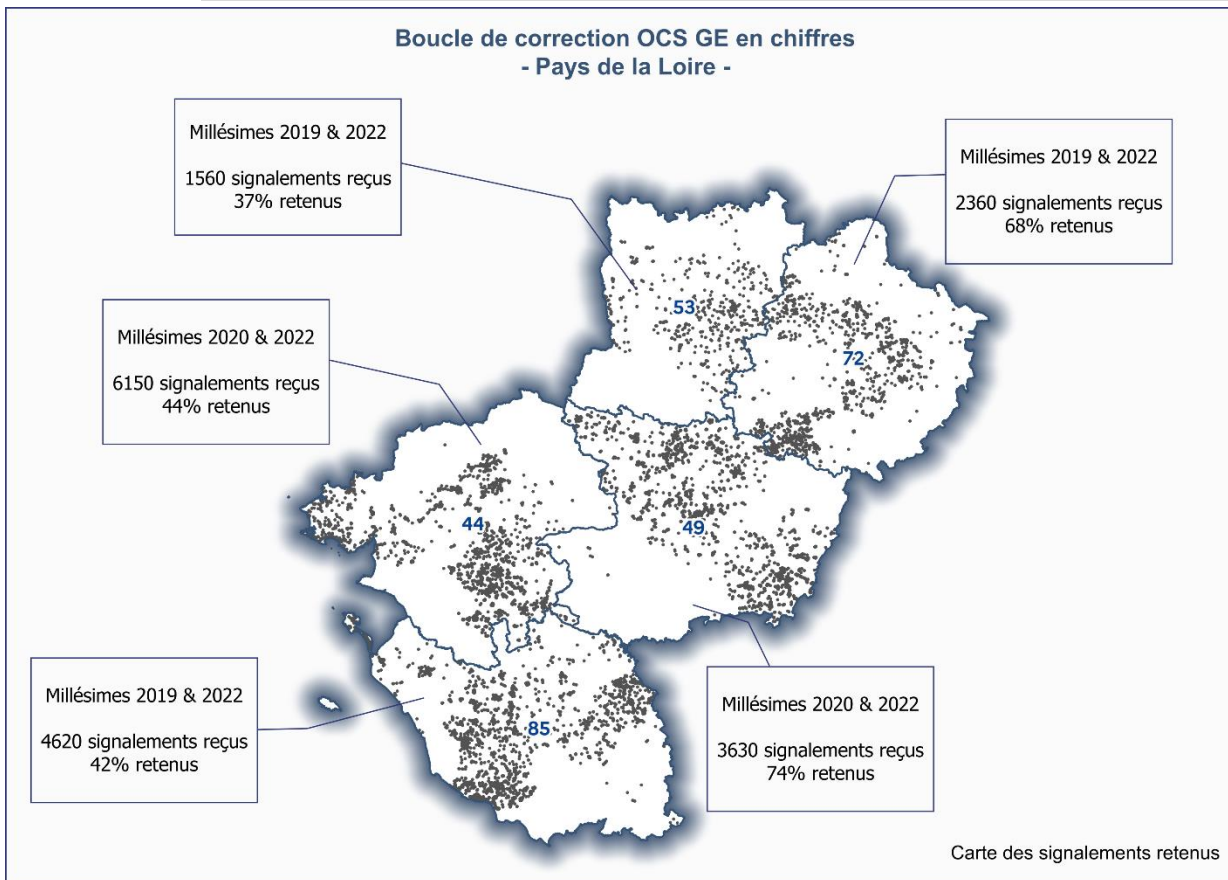 Boucle de correction OCS GE en chiffres
- Pays de la Loire -
Millésimes 2019 & 2022
1560 signalements reçus
37% retenus
Millésimes 2019 & 2022
2360 signalements reçus
68% retenus
53
72
Millésimes 2020 & 2022
6150 signalements reçus
44% retenus
44
49
Millésimes 2019 & 2022
4620 signalements reçus
42% retenus
85
Millésimes 2020 & 2022
3630 signalements reçus
74% retenus
Carte des signalements retenus